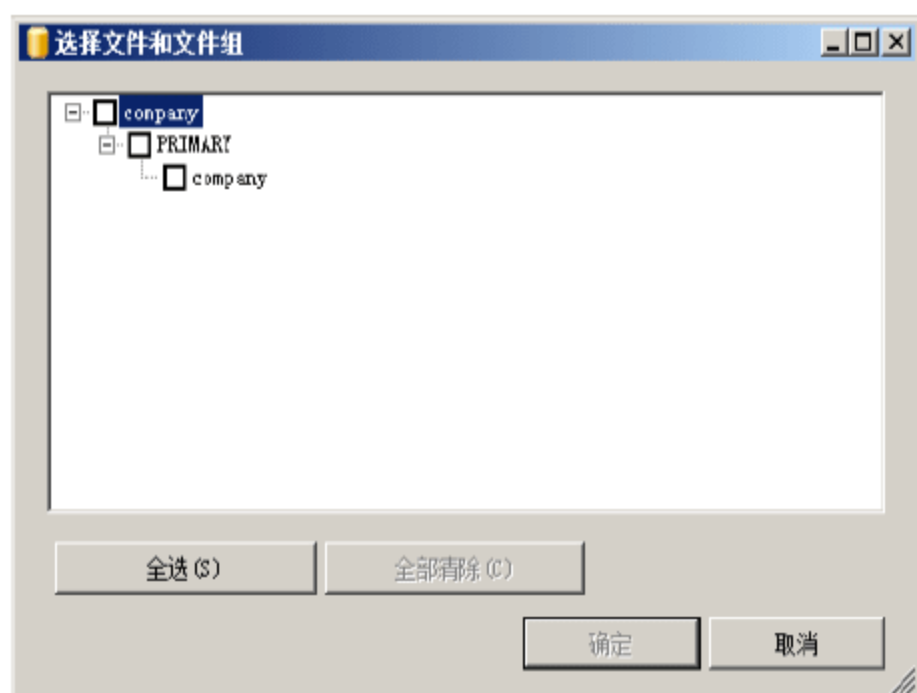 选择文件和文件组
conpany
PRIMARY
company
全选(S)
全部清除(C)
确定
取消